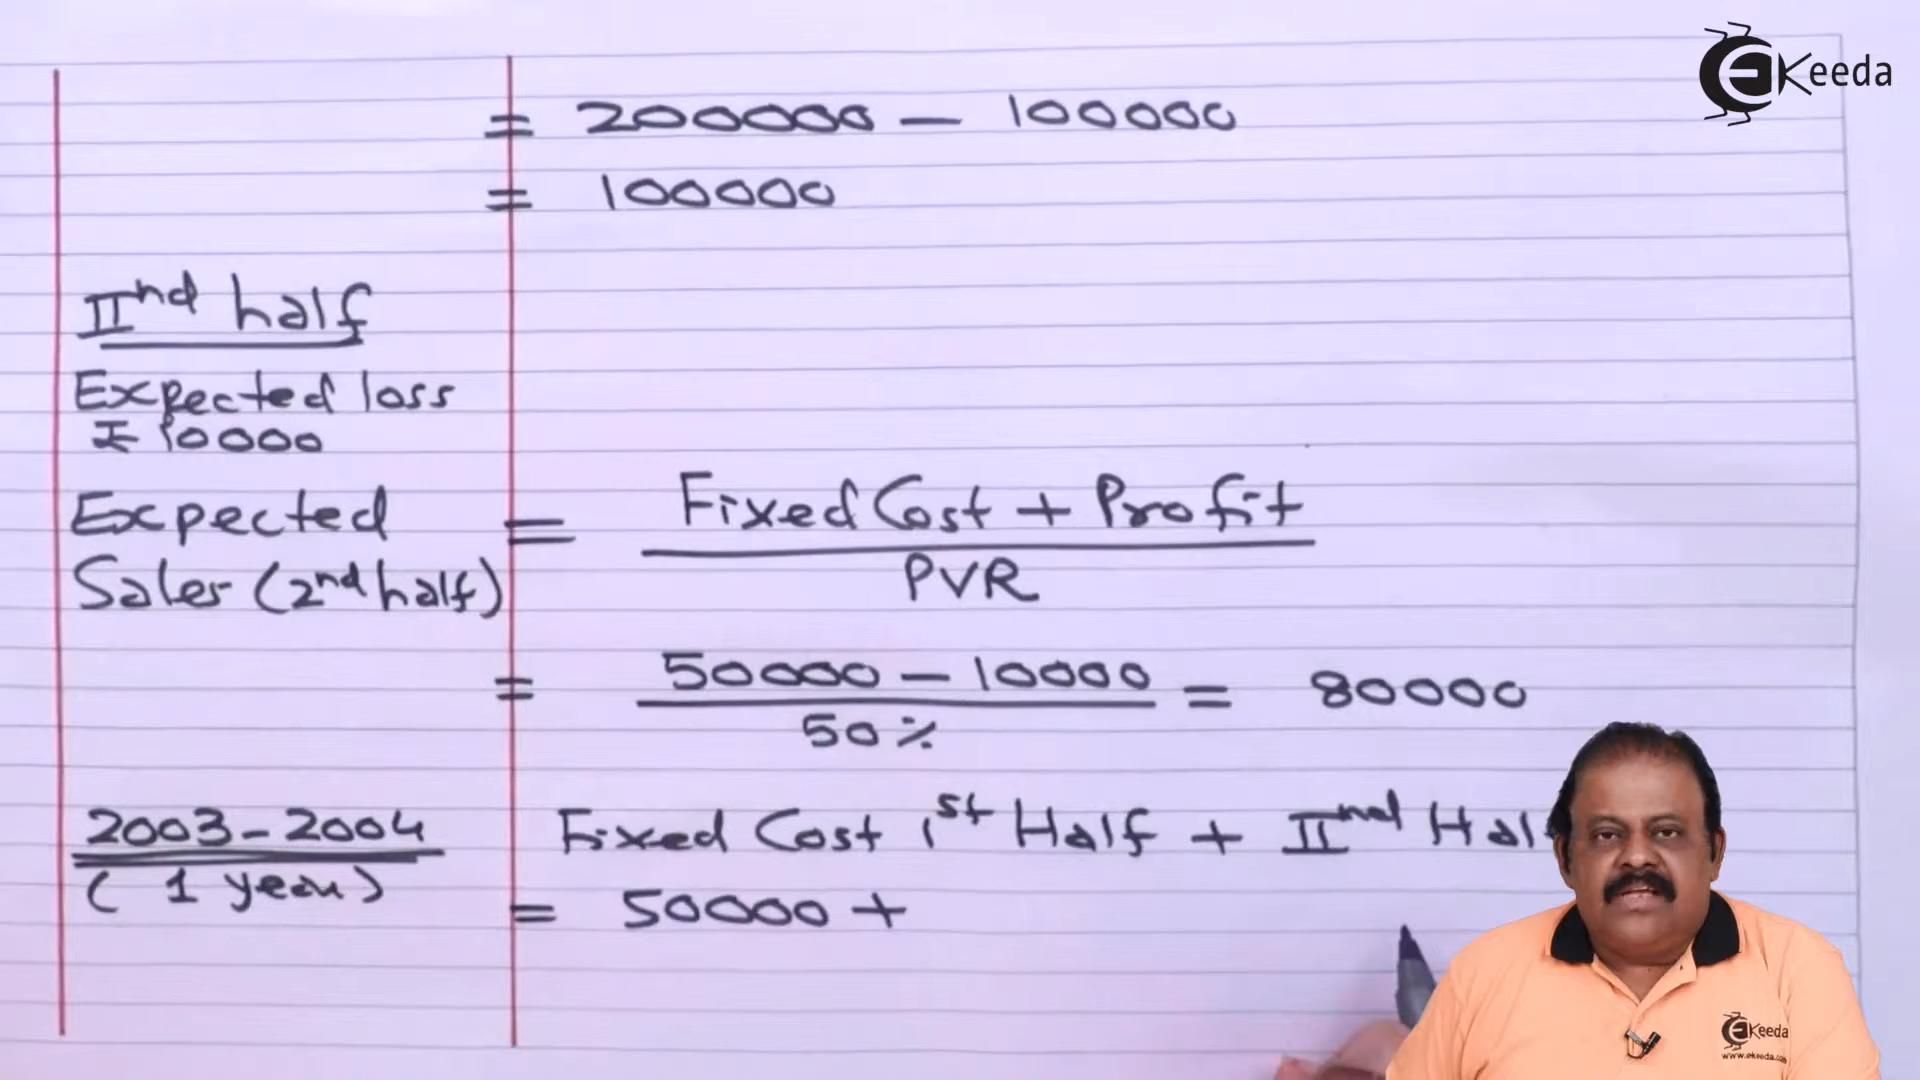 eKeeda
= 200000 - 100000
= 100000
IInd half
Expected loss
₹ 10000
Expected Sales (2nd half) = Fixed Cost + Profit
PVR
= 50000 - 10000 = 80000
50%
2003-2004 Fixed Cost 1st Half + IInd Hal
(1 year) = 50000 +
eKeeda
www.ekeeda.com